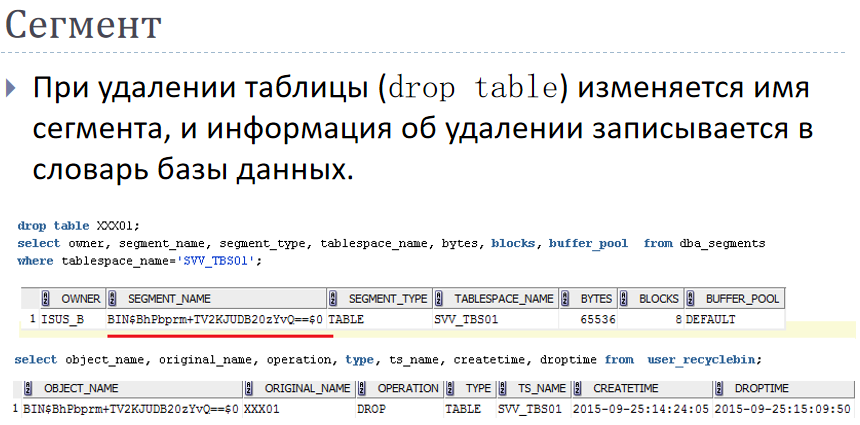 Сегмент
При удалении таблицы (drop table) изменяется имя
сегмента, и информация об удалении записывается в
словарь базы данных.
drop table XXX01;
select owner, segment_name, segment_type, tablespace_name, bytes, blocks, buffer_pool from dba_segments
where tablespace_name='SVV_TBS01';
OWNER SEGMENT_NAME SEGMENT_TYPE TABLESPACE_NAME BYTES BLOCKS BUFFER_POOL
1 ISUS_B BIN$BhPbprm+TV2KJUDB20zYvQ==$0 TABLE SVV_TBS01 65536 8 DEFAULT
select object_name, original_name, operation, type, ts_name, createtime, droptime from user_recyclebin;
OBJECT_NAME ORIGINAL_NAME OPERATION TYPE TS_NAME CREATETIME DROPTIME
1 BIN$BhPbprm+TV2KJUDB20zYvQ==$0 XXX01 DROP TABLE SVV_TBS01 2015-09-25:14:24:05 2015-09-25:15:09:50